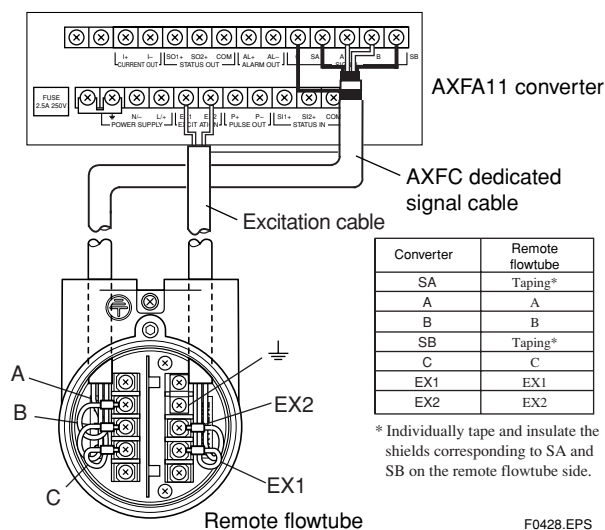 I+ I- SO1+ SO2+ COM AL+ AL- SA A B SB
CURRENT OUT STATUS OUT ALARM OUT
AXFA11 converter
FUSE
2.5A 250V
N/- L/+ EX1 EX2 P+ P- SI1+ SI2+ COM
POWER SUPPLY EXCITATION PULSE OUT STATUS IN
AXFC dedicated
signal cable
Excitation cable
Converter Remote flowtube
SA Taping*
A A
B B
SB Taping*
C C
EX1 EX1
EX2 EX2
* Individually tape and insulate the
shields corresponding to SA and
SB on the remote flowtube side.
A
B
C
EX2
EX1
Remote flowtube
F0428.EPS